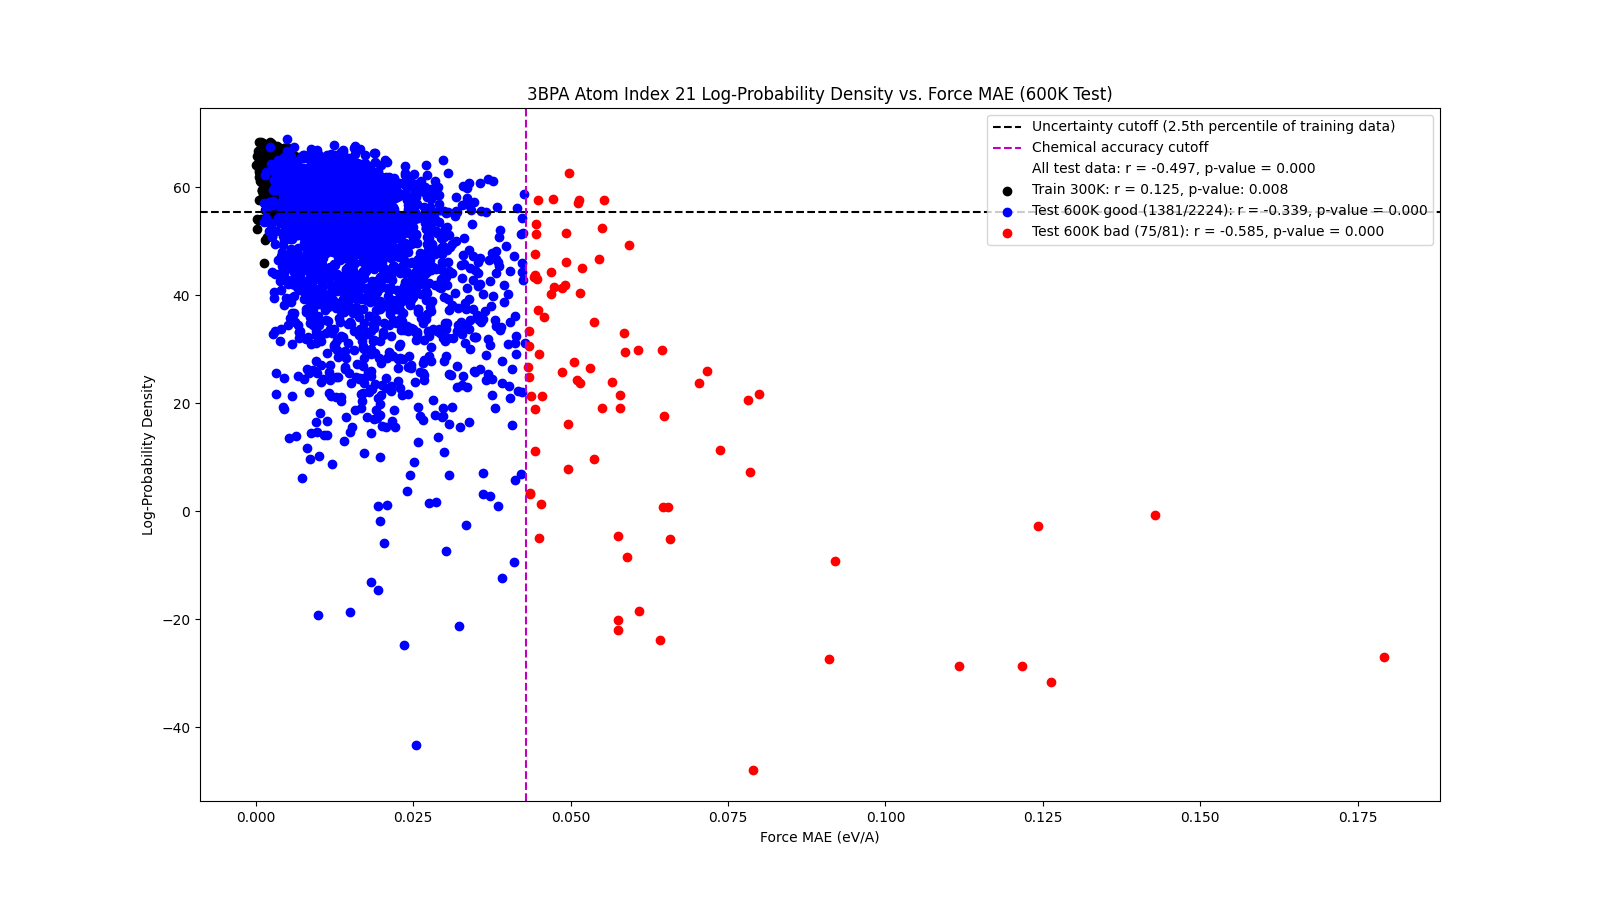 3BPA Atom Index 21 Log-Probability Density vs. Force MAE (600K Test)
Uncertainty cutoff (2.5th percentile of training data)
Chemical accuracy cutoff
All test data: r = -0.497, p-value = 0.000
Train 300K: r = 0.125, p-value: 0.008
Test 600K good (1381/2224): r = -0.339, p-value = 0.000
Test 600K bad (75/81): r = -0.585, p-value = 0.000
Log-Probability Density
60
40
20
0
−20
−40
0.000 0.025 0.050 0.075 0.100 0.125 0.150 0.175
Force MAE (eV/A)